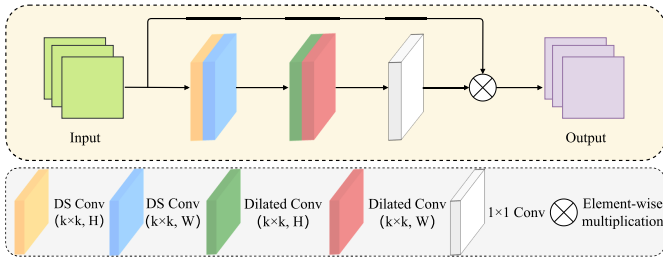 Input
Output
DS Conv
(k×k, H)
DS Conv
(k×k, W)
Dilated Conv
(k×k, H)
Dilated Conv
(k×k, W)
1×1 Conv
Element-wise
multiplication